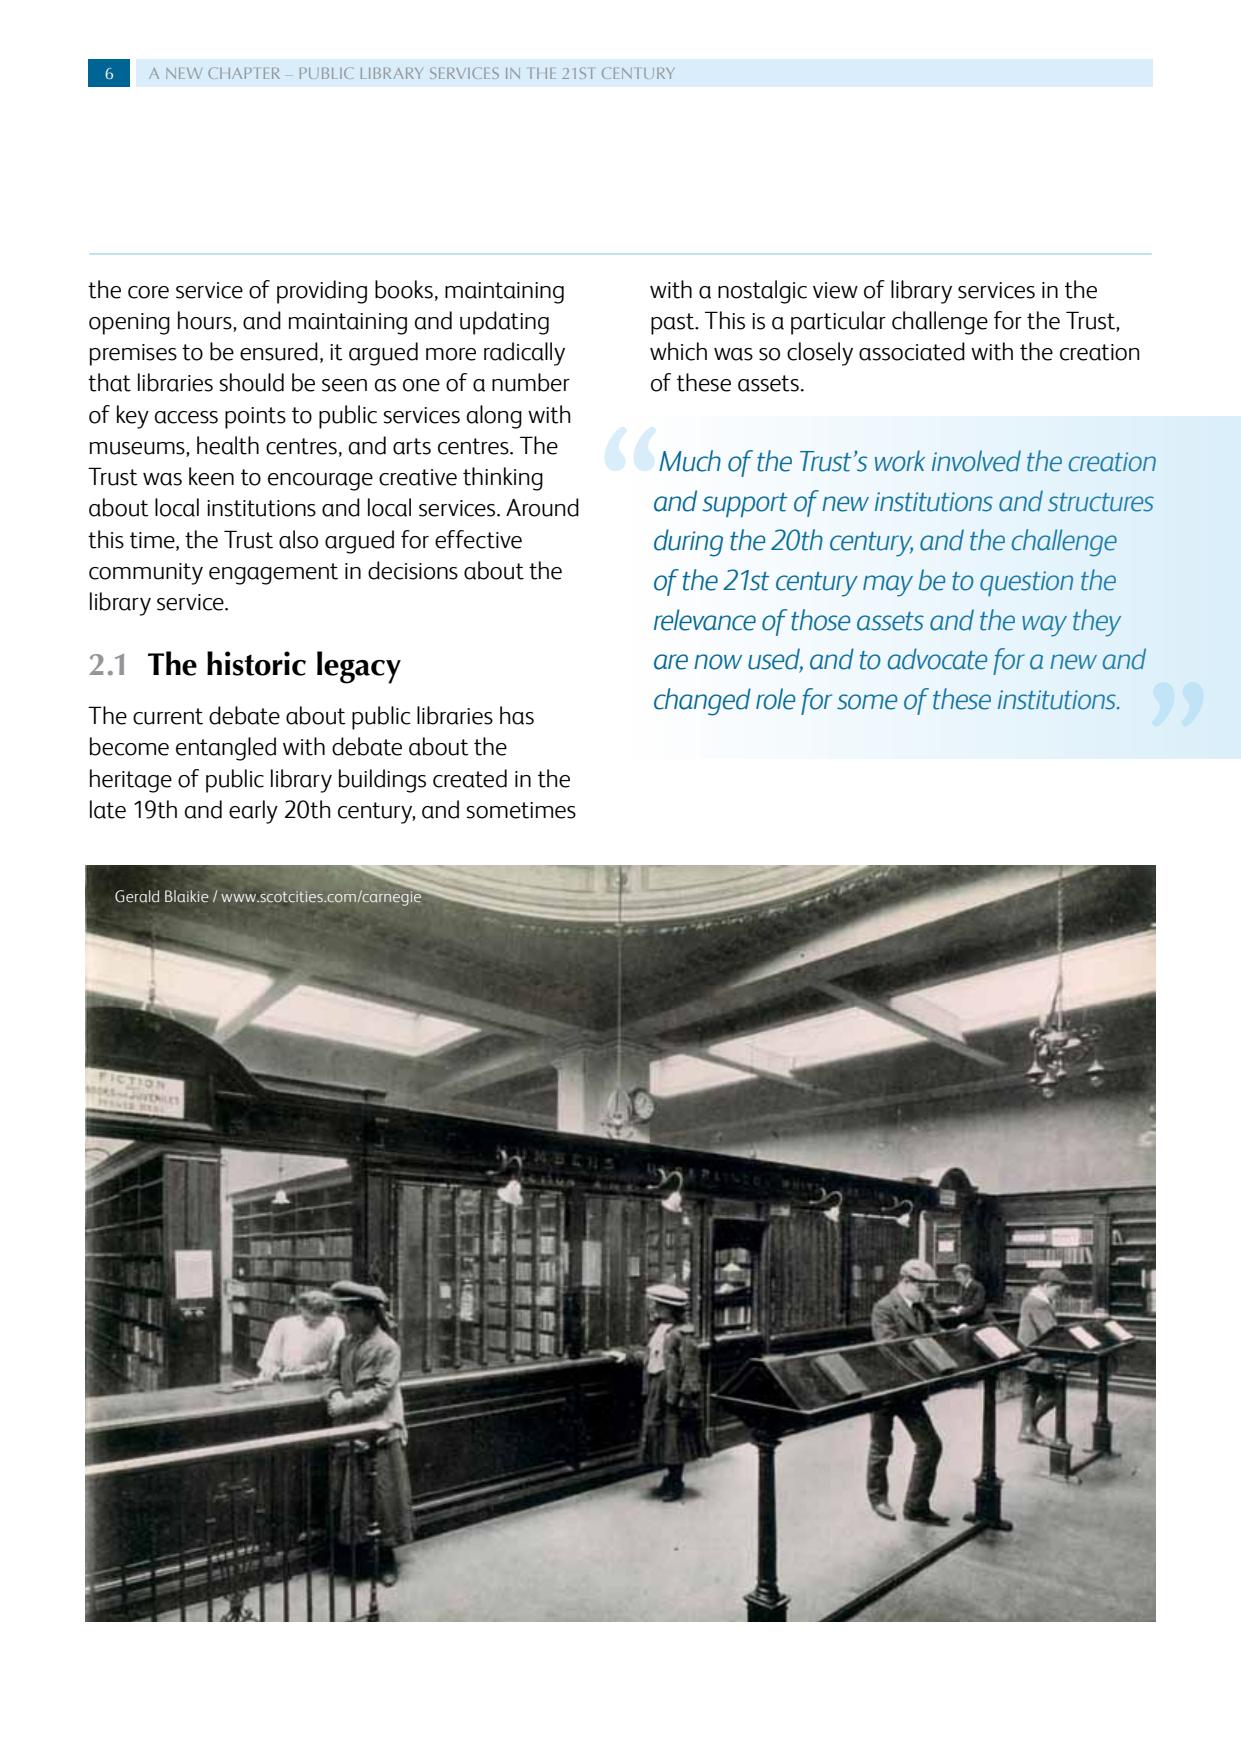 6
A NEW CHAPTER – PUBLIC LIBRARY SERVICES IN THE 21ST CENTURY
the core service of providing books, maintaining
opening hours, and maintaining and updating
premises to be ensured, it argued more radically
that libraries should be seen as one of a number
of key access points to public services along with
museums, health centres, and arts centres. The
Trust was keen to encourage creative thinking
about local institutions and local services. Around
this time, the Trust also argued for effective
community engagement in decisions about the
library service.
2.1 The historic legacy
The current debate about public libraries has
become entangled with debate about the
heritage of public library buildings created in the
late 19th and early 20th century, and sometimes
with a nostalgic view of library services in the
past. This is a particular challenge for the Trust,
which was so closely associated with the creation
of these assets.
“Much of the Trust’s work involved the creation
and support of new institutions and structures
during the 20th century, and the challenge
of the 21st century may be to question the
relevance of those assets and the way they
are now used, and to advocate for a new and
changed role for some of these institutions.”
Gerald Blaikie / www.scotcities.com/carnegie
FICTION
NUMBERS